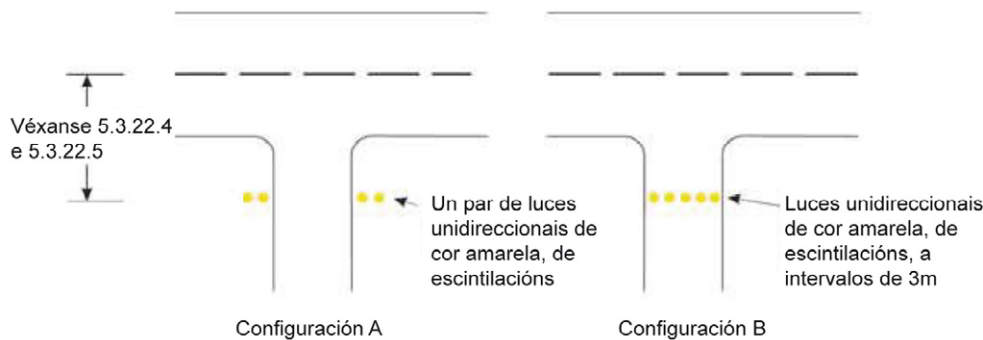 Véxanse 5.3.22.4
e 5.3.22.5
Un par de luces
unidireccionais de
cor amarela, de
escintilacións
Luces unidireccionais
de cor amarela, de
escintilacións, a
intervalos de 3m
Configuración A
Configuración B